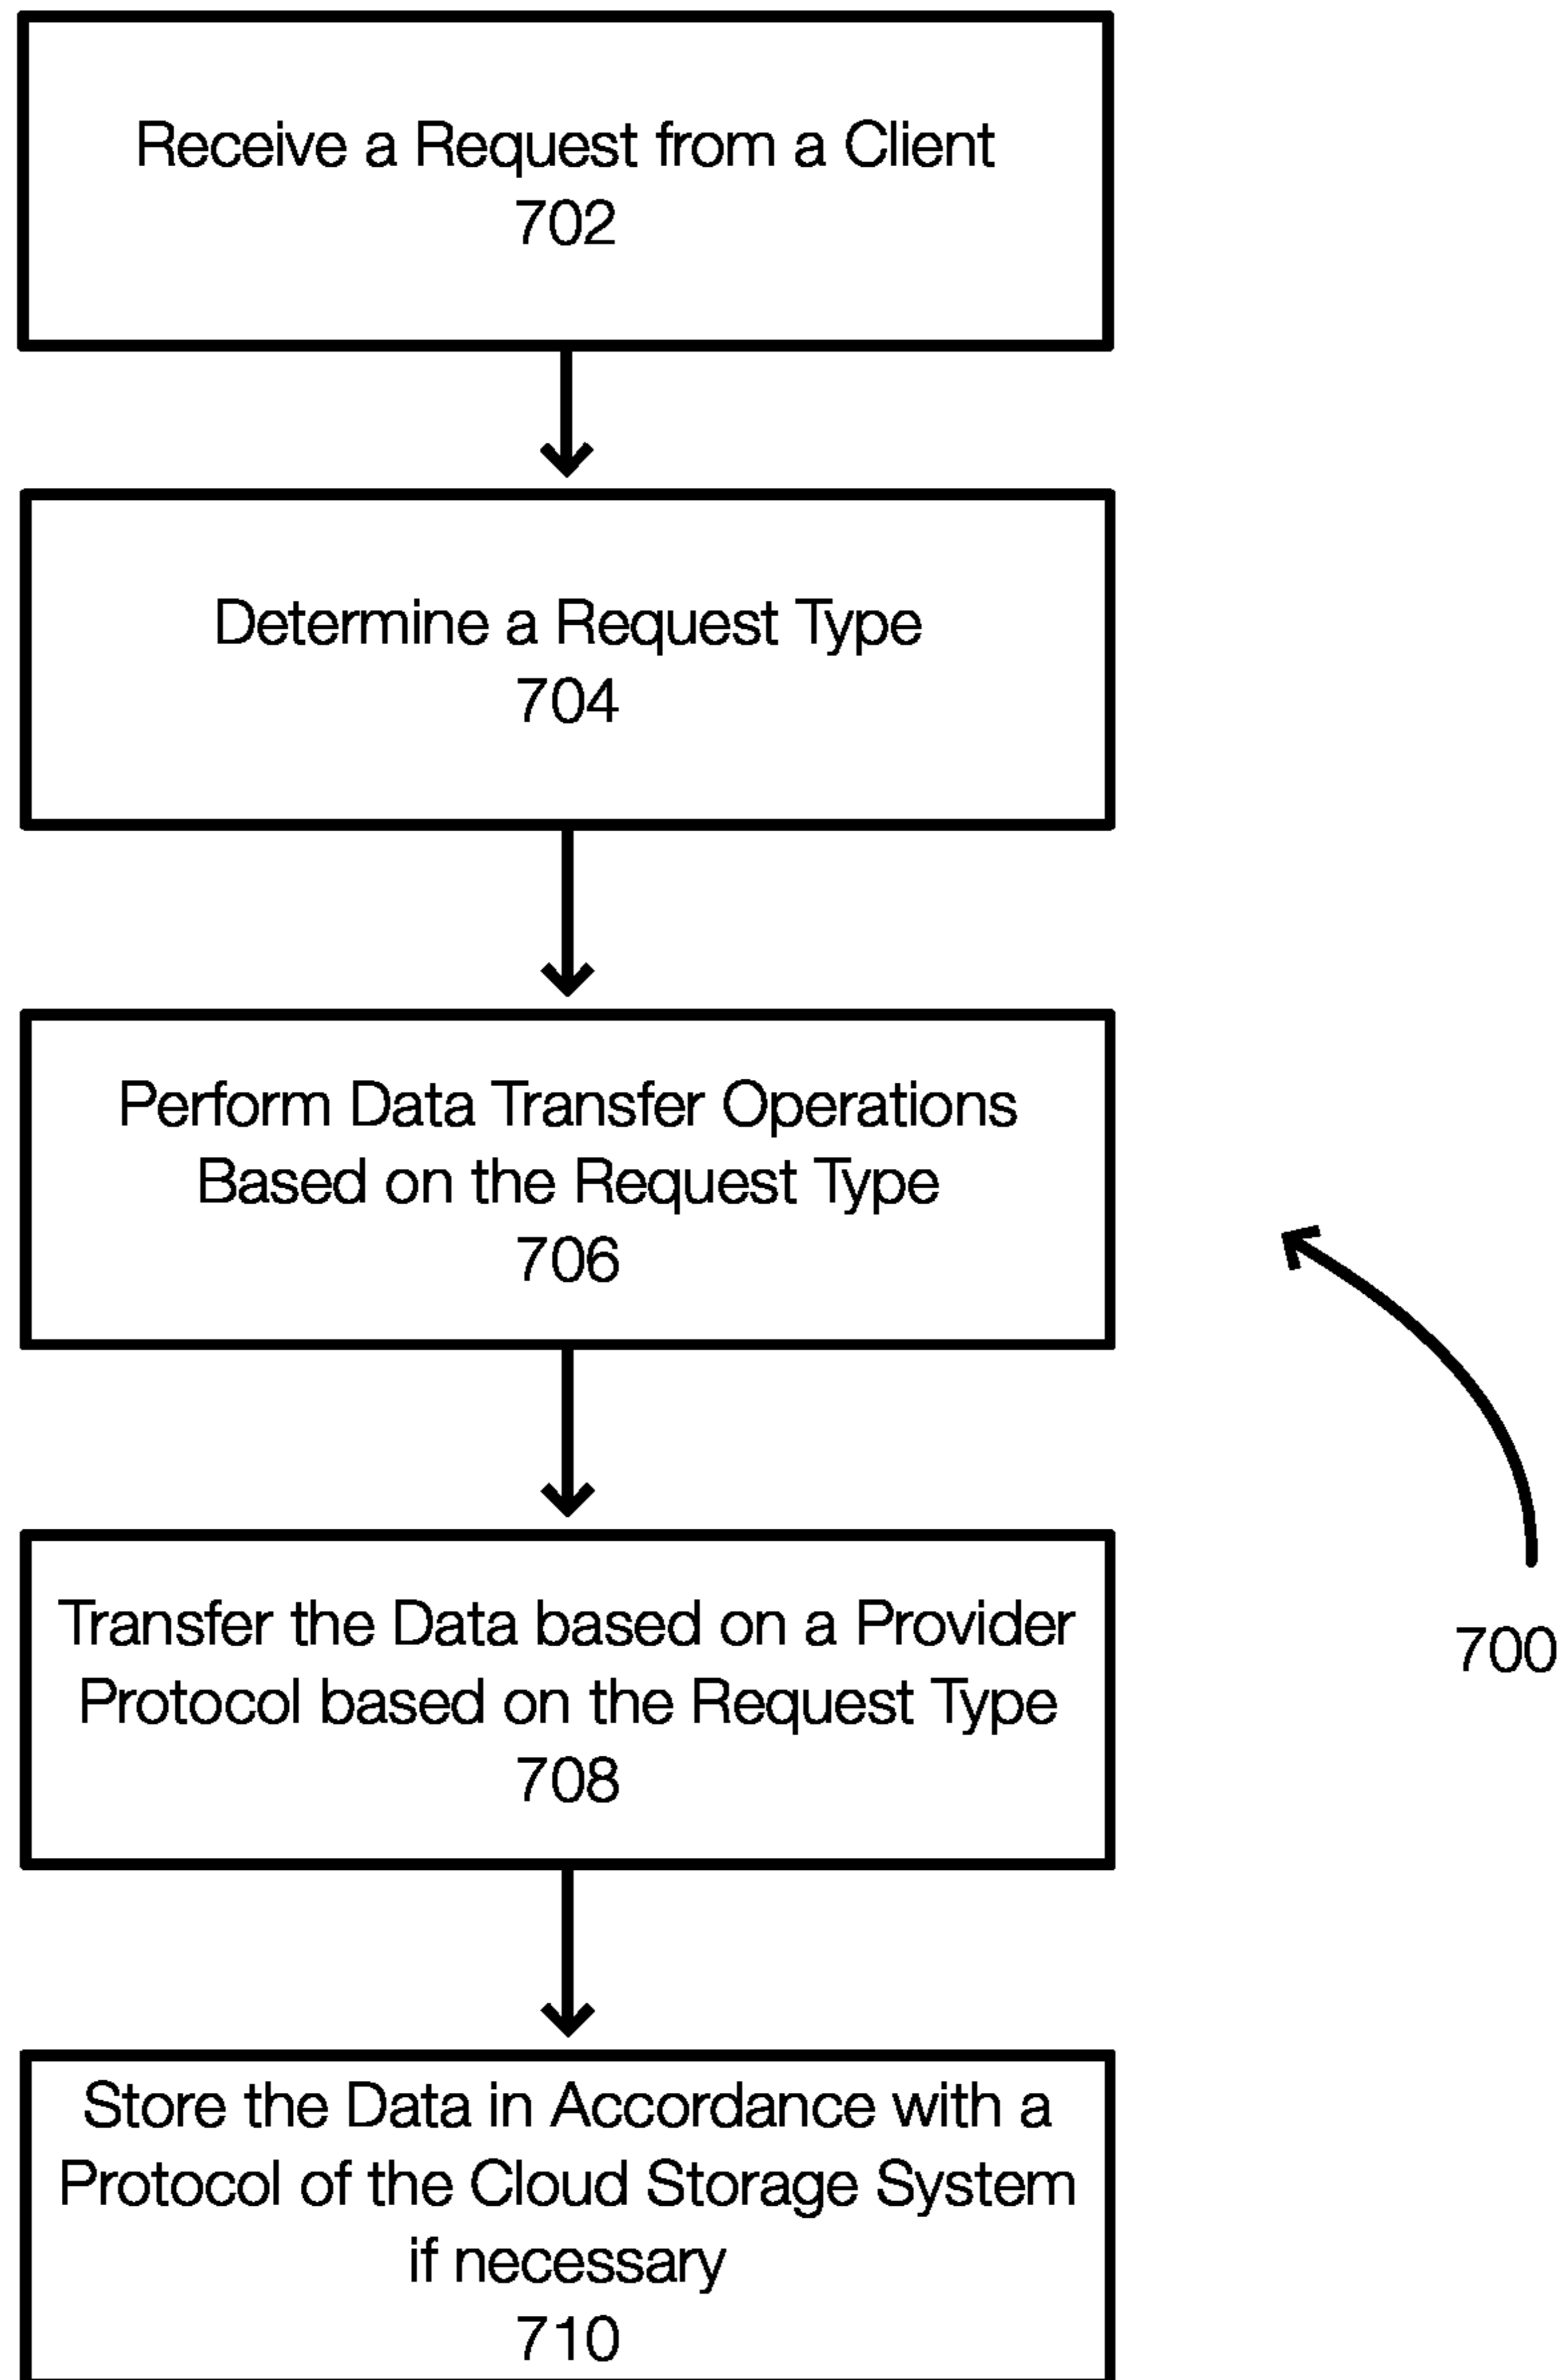 Receive a Request from a Client
702
Determine a Request Type
704
Perform Data Transfer Operations
Based on the Request Type
706
Transfer the Data based on a Provider
Protocol based on the Request Type
708
700
Store the Data in Accordance with a
Protocol of the Cloud Storage System
if necessary
710